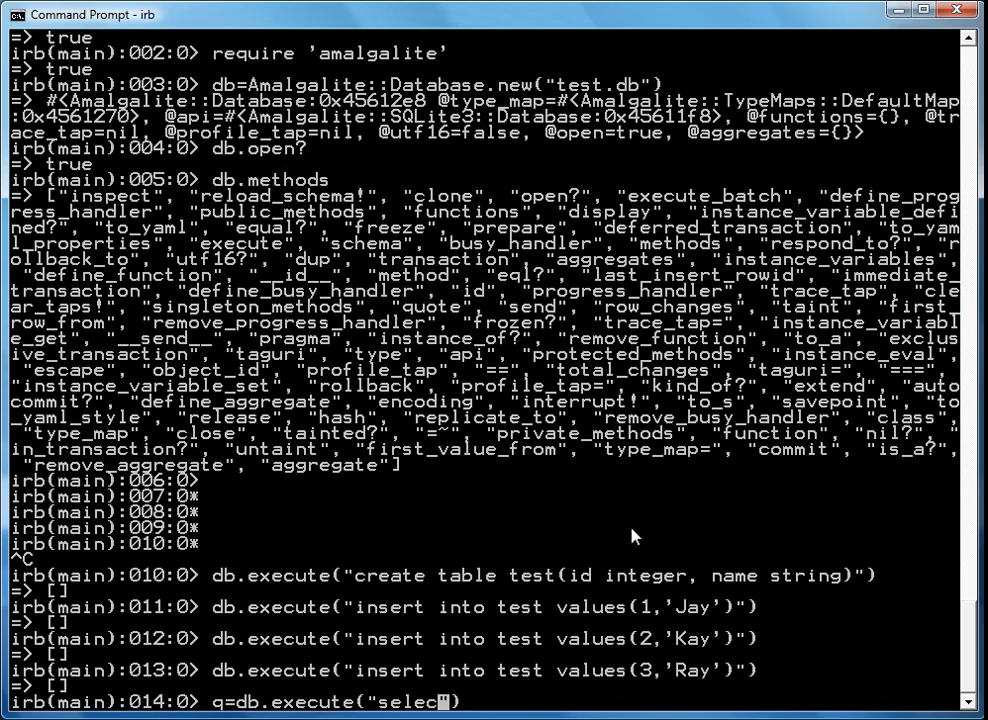 Command Prompt - irb
=> true
irb(main):002:0> require 'amalgalite'
=> true
irb(main):003:0> db=Amalgalite::Database.new("test.db")
=> #<Amalgalite::Database:0x45612e8 @type_map=#<Amalgalite::TypeMaps::DefaultMap
:0x4561270>, @api=#<Amalgalite::SQLite3::Database:0x45611f8>, @functions={}, @tr
ace_tap=nil, @profile_tap=nil, @utf16=false, @open=true, @aggregates={}>
irb(main):004:0> db.open?
=> true
irb(main):005:0> db.methods
=> ["inspect", "reload_schema!", "clone", "open?", "execute_batch", "define_prog
ress_handler", "public_methods", "functions", "display", "instance_variable_defi
ned?", "to_yaml", "equal?", "freeze", "prepare", "deferred_transaction", "to_yam
l_properties", "execute", "schema", "busy_handler", "methods", "respond_to?", "r
ollback_to", "utf16?", "dup", "transaction", "aggregates", "instance_variables",
"define_function", "__id__", "method", "eql?", "last_insert_rowid", "immediate_
transaction", "define_busy_handler", "id", "progress_handler", "trace_tap", "cle
ar_taps!", "singleton_methods", "quote", "send", "row_changes", "taint", "first_
row_from", "remove_progress_handler", "frozen?", "trace_tap=", "instance_variabl
e_get", "__send__", "pragma", "instance_of?", "remove_function", "to_a", "exclus
ive_transaction", "taguri", "type", "api", "protected_methods", "instance_eval",
"escape", "object_id", "profile_tap", "==", "total_changes", "taguri=", "===",
"instance_variable_set", "rollback", "profile_tap=", "kind_of?", "extend", "auto
commit?", "define_aggregate", "encoding", "interrupt!", "to_s", "savepoint", "to
_yaml_style", "release", "hash", "replicate_to", "remove_busy_handler", "class",
"type_map", "close", "tainted?", "=~", "private_methods", "function", "nil?", "
in_transaction?", "untaint", "first_value_from", "type_map=", "commit", "is_a?",
"remove_aggregate", "aggregate"]
irb(main):006:0>
irb(main):007:0*
irb(main):008:0*
irb(main):009:0*
irb(main):010:0*
^C
irb(main):010:0> db.execute("create table test(id integer, name string)")
=> []
irb(main):011:0> db.execute("insert into test values(1,'Jay')")
=> []
irb(main):012:0> db.execute("insert into test values(2,'Kay')")
=> []
irb(main):013:0> db.execute("insert into test values(3,'Ray')")
=> []
irb(main):014:0> q=db.execute("selec")